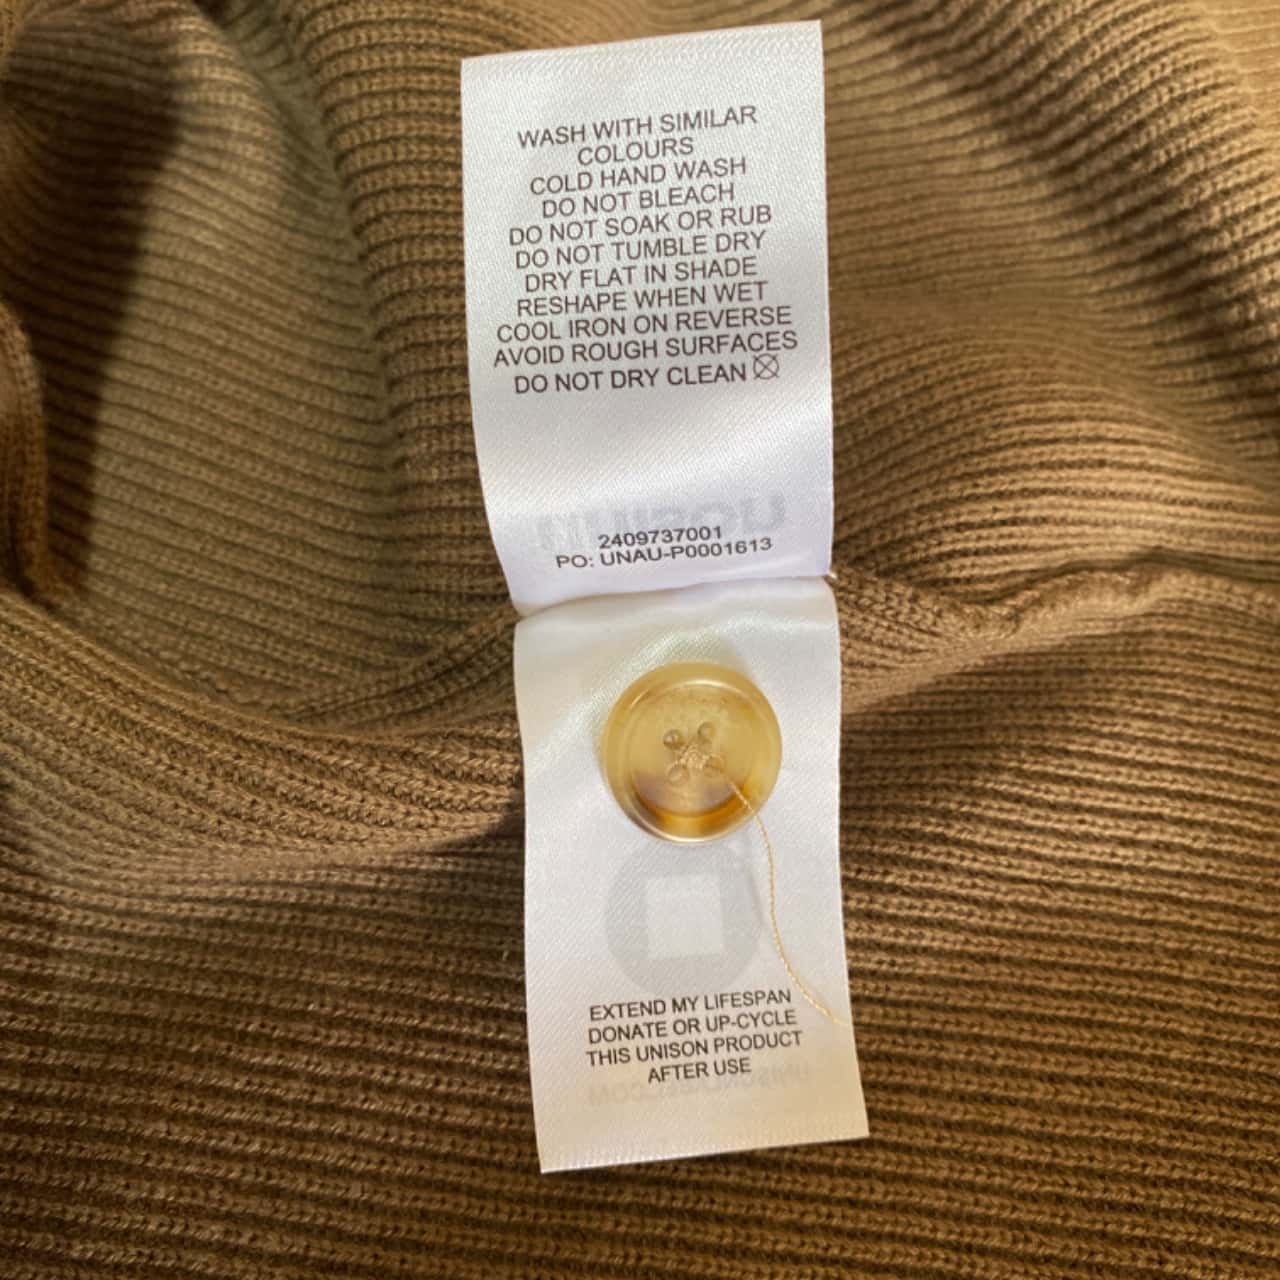 WASH WITH SIMILAR
COLOURS
COLD HAND WASH
DO NOT BLEACH
DO NOT SOAK OR RUB
DO NOT TUMBLE DRY
DRY FLAT IN SHADE
RESHAPE WHEN WET
COOL IRON ON REVERSE
AVOID ROUGH SURFACES
DO NOT DRY CLEAN
2409737001
PO: UNAU-P0001613
EXTEND MY LIFESPAN
DONATE OR UP-CYCLE
THIS UNISON PRODUCT
AFTER USE